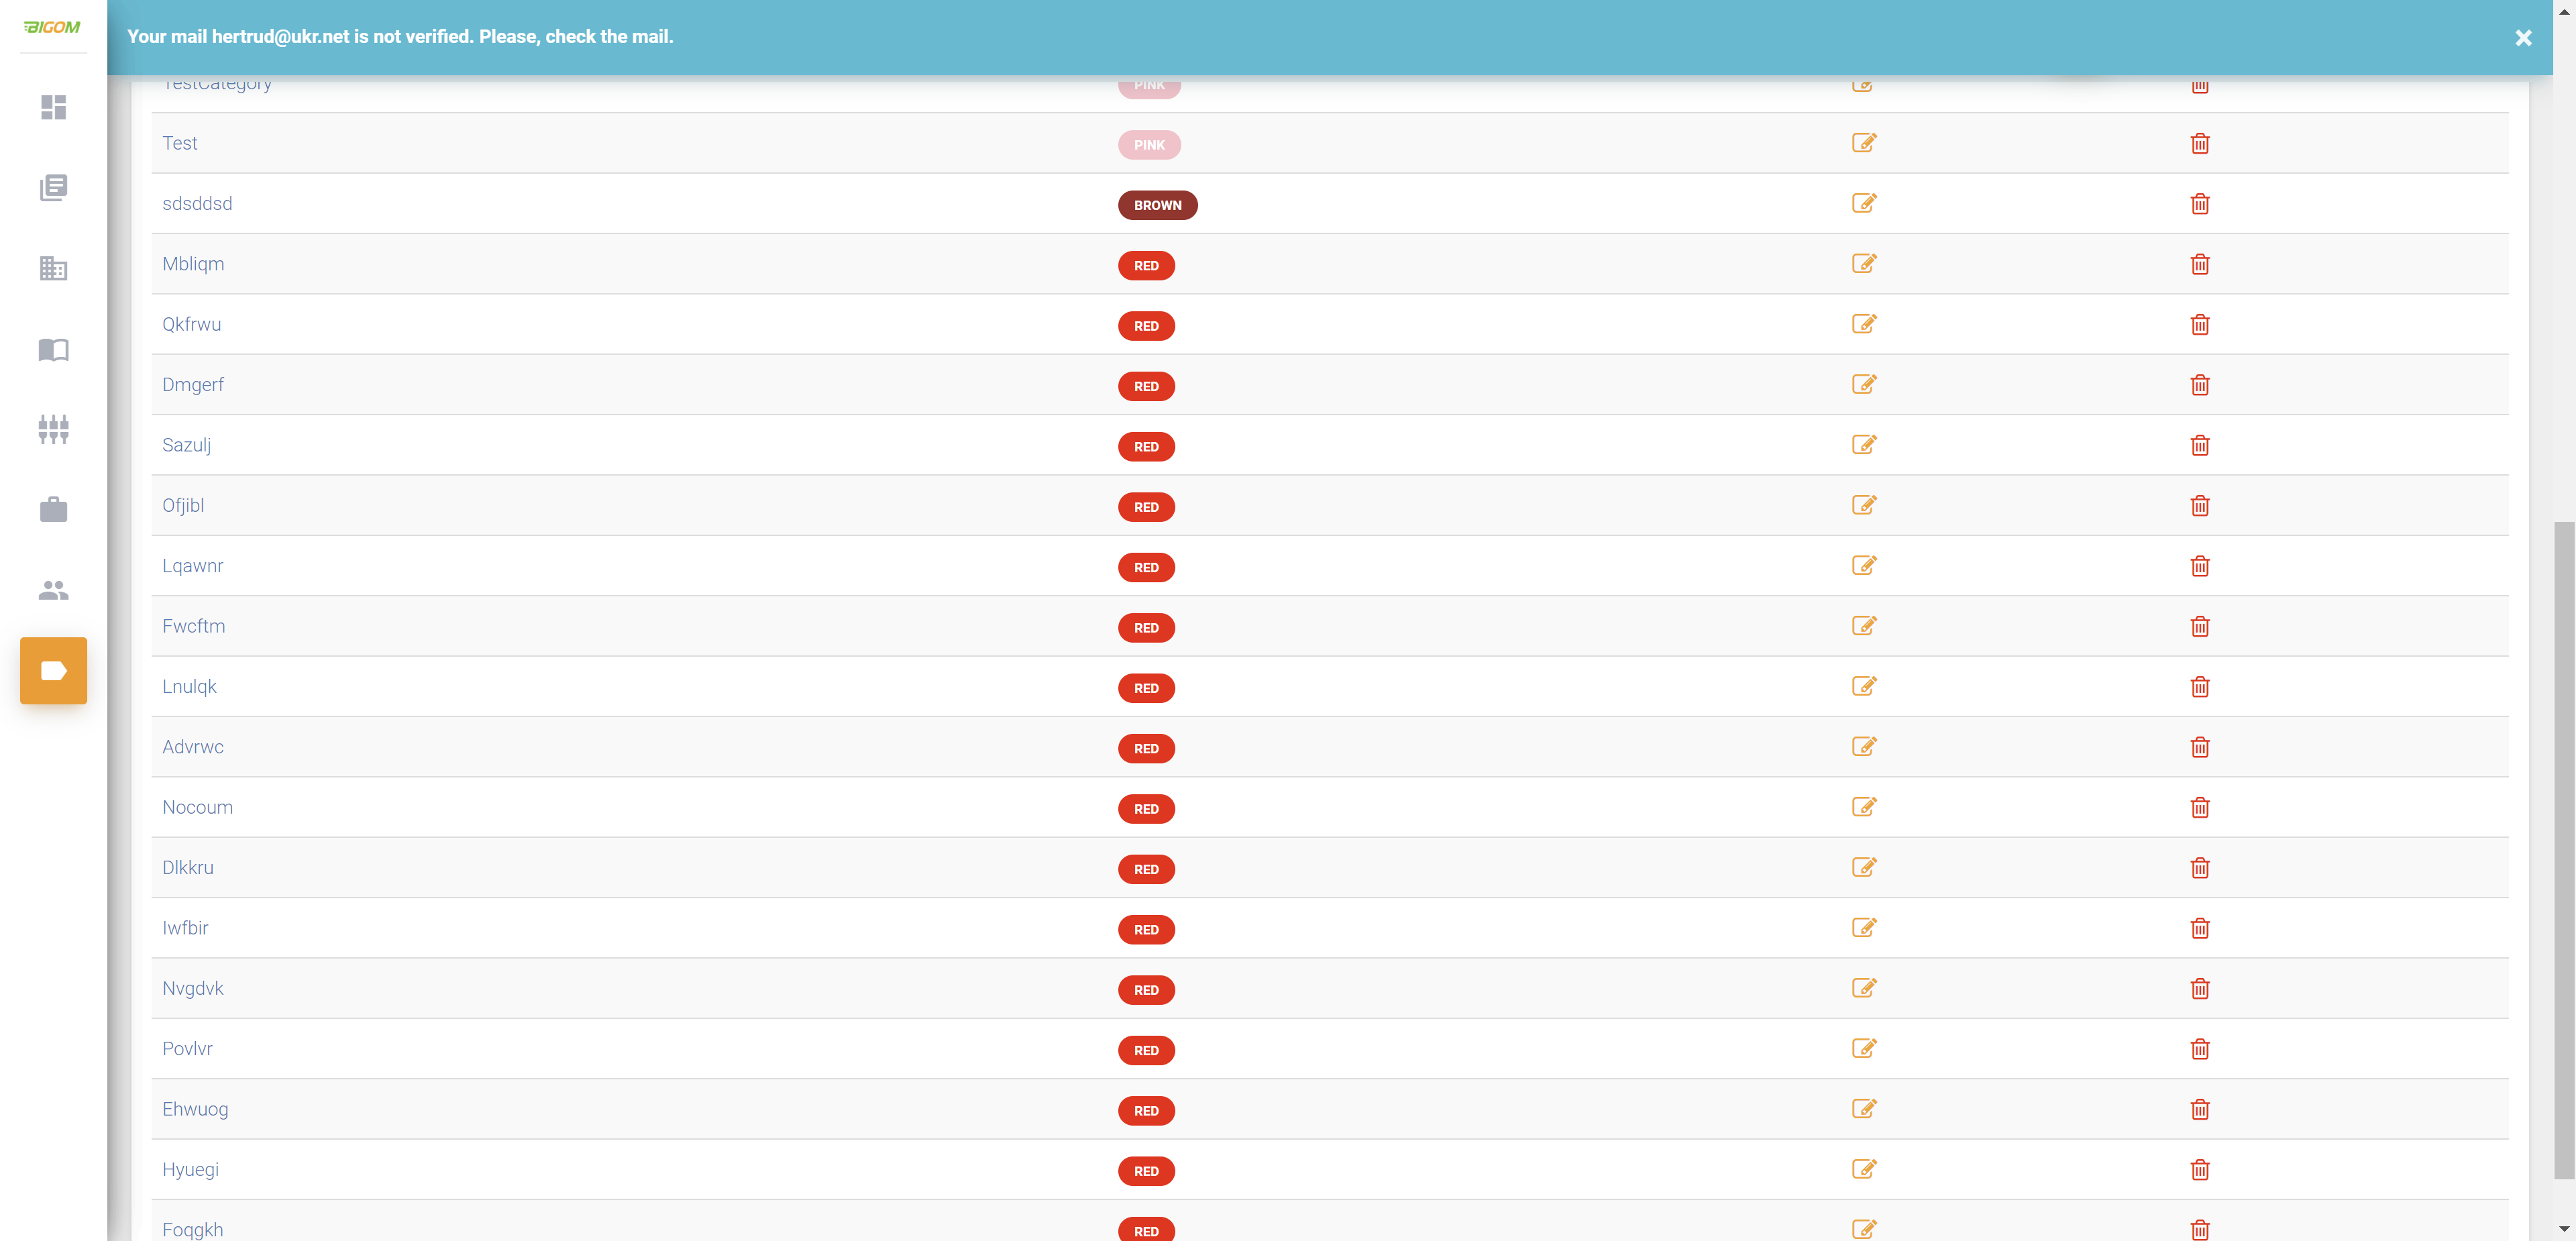 BIGOM
Your mail hertrud@ukr.net is not verified. Please, check the mail.
TestCategory PINK
Test PINK
sdsddsd BROWN
Mbliqm RED
Qkfrwu RED
Dmgerf RED
Sazulj RED
Ofjibl RED
Lqawnr RED
Fwcftm RED
Lnulqk RED
Advrwc RED
Nocoum RED
Dlkkru RED
Iwfbir RED
Nvgdvk RED
Povlvr RED
Ehwuog RED
Hyuegi RED
Foqgkh RED